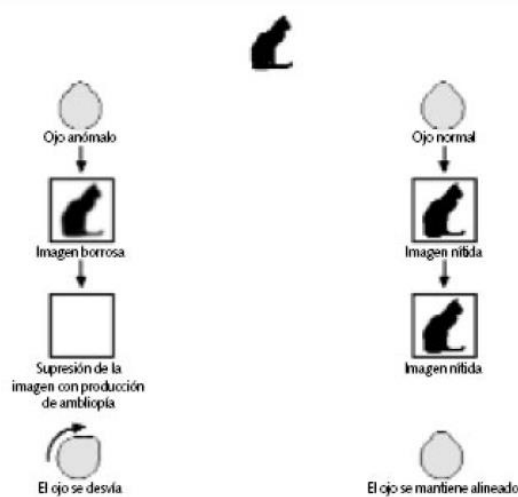 Ojo anómalo
Ojo normal
Imagen borrosa
Imagen nítida
Supresión de la
imagen con producción
de ambliopía
Imagen nítida
El ojo se desvía
El ojo se mantiene alineado